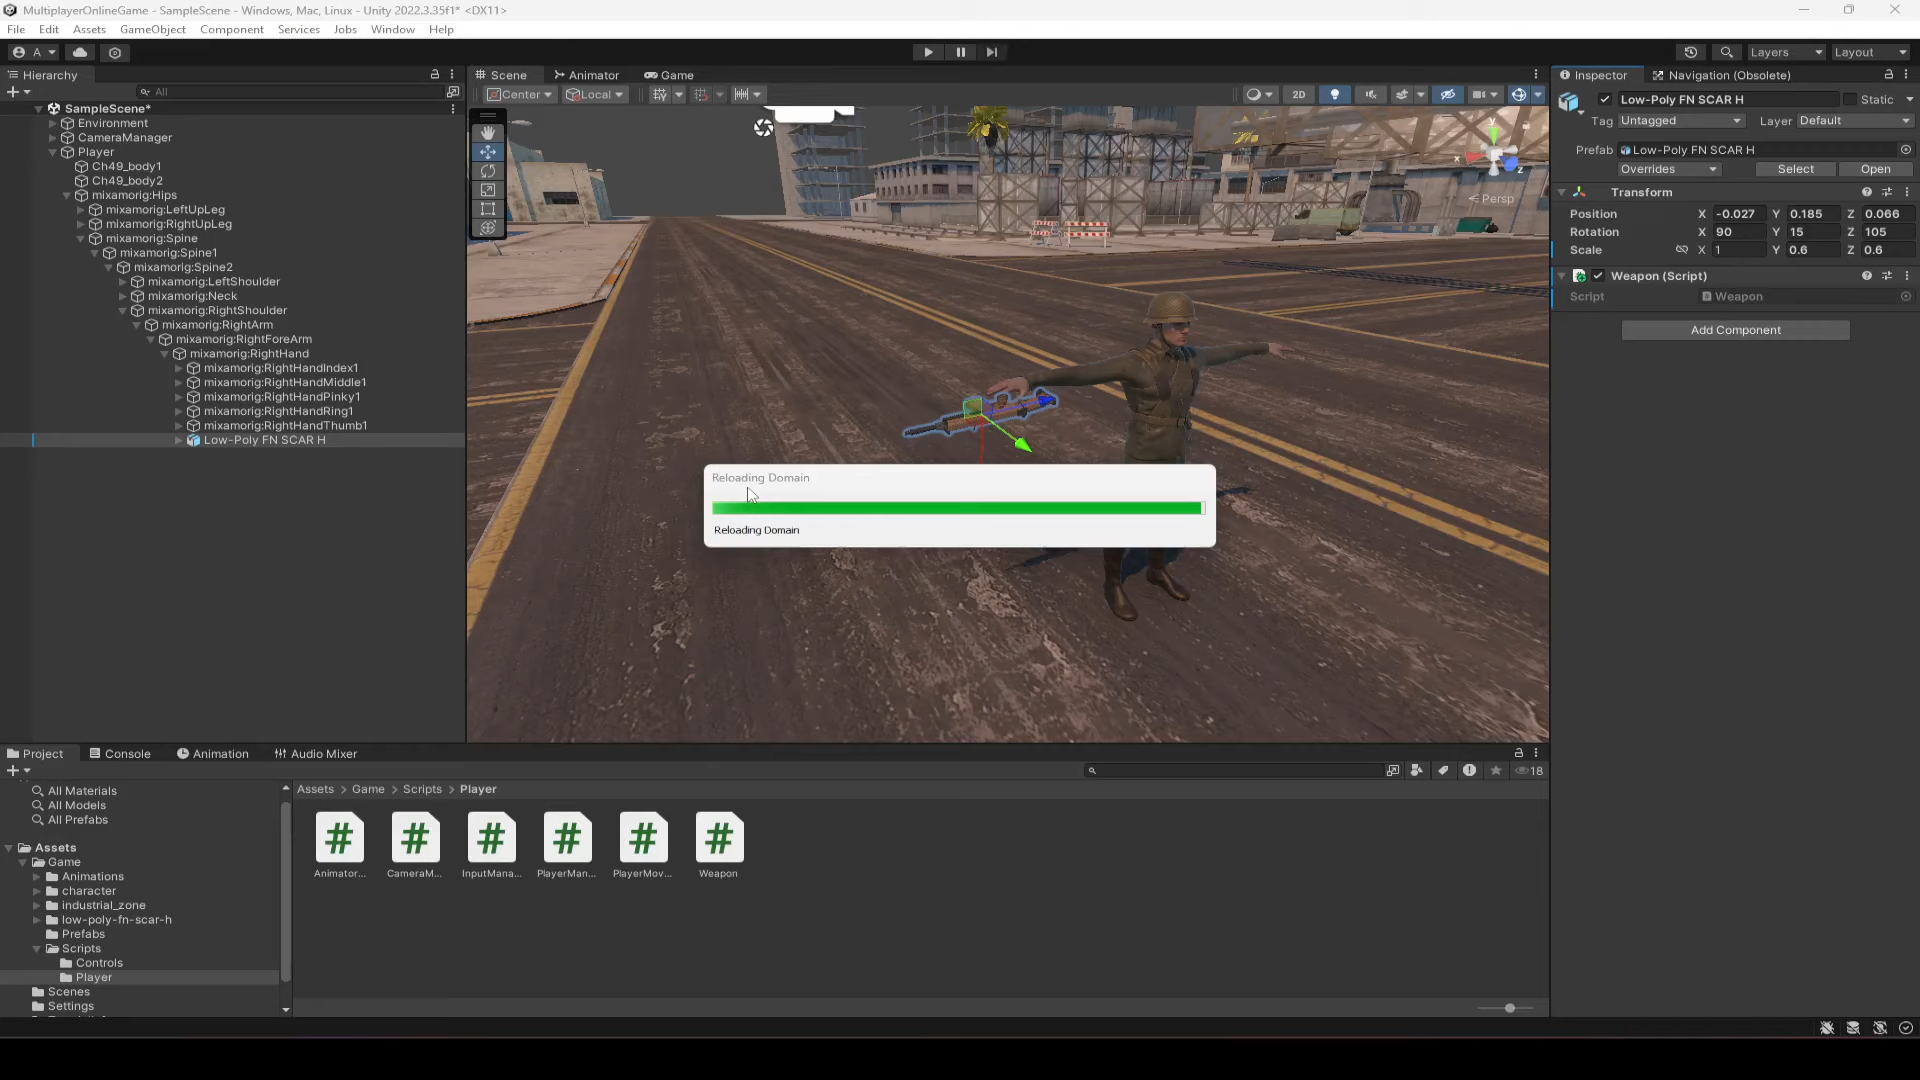 MultiplayerOnlineGame - SampleScene - Windows, Mac, Linux - Unity 2022.3.35f1* <DX11>
File Edit Assets GameObject Component Services Jobs Window Help
A Layers Layout
Hierarchy
All
SampleScene*
Environment
CameraManager
Player
Ch49_body1
Ch49_body2
mixamorig:Hips
mixamorig:LeftUpLeg
mixamorig:RightUpLeg
mixamorig:Spine
mixamorig:Spine1
mixamorig:Spine2
mixamorig:LeftShoulder
mixamorig:Neck
mixamorig:RightShoulder
mixamorig:RightArm
mixamorig:RightForeArm
mixamorig:RightHand
mixamorig:RightHandIndex1
mixamorig:RightHandMiddle1
mixamorig:RightHandPinky1
mixamorig:RightHandRing1
mixamorig:RightHandThumb1
Low-Poly FN SCAR H
Scene Animator Game
Center Local 2D
y
x
z
Persp
Reloading Domain
Reloading Domain
Inspector Navigation (Obsolete)
Low-Poly FN SCAR H Static
Tag Untagged Layer Default
Prefab Low-Poly FN SCAR H
Overrides Select Open
Transform
Position X -0.027 Y 0.185 Z 0.066
Rotation X 90 Y 15 Z 105
Scale X 1 Y 0.6 Z 0.6
Weapon (Script)
Script Weapon
Add Component
Project Console Animation Audio Mixer
18
All Materials
All Models
All Prefabs
Assets
Game
Animations
character
industrial_zone
low-poly-fn-scar-h
Prefabs
Scripts
Controls
Player
Scenes
Settings
Assets > Game > Scripts > Player
Animator... CameraM... InputMana... PlayerMan... PlayerMov... Weapon